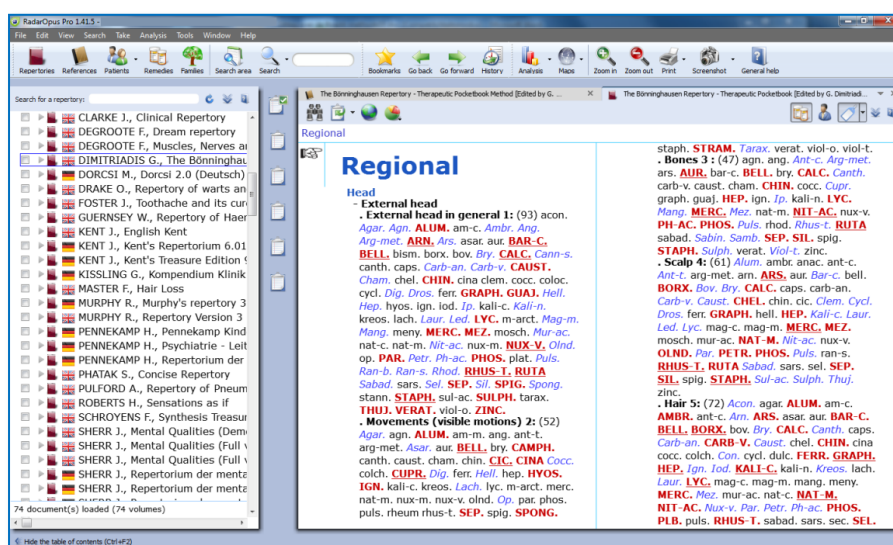 RadarOpus Pro 1.41.5 -
File Edit View Search Take Analysis Tools Window Help
Repertories References Patients Remedies Families Search area Search Bookmarks Go back Go forward History Analysis Maps Zoom in Zoom out Print Screenshot General help
Search for a repertory:
CLARKE J., Clinical Repertory
DEGROOTE F., Dream repertory
DEGROOTE F., Muscles, Nerves ar
DIMITRIADIS G., The Bönninghau
DORCSI M., Dorcsi 2.0 (Deutsch)
DRAKE O., Repertory of warts an
FOSTER J., Toothache and its cur
GUERNSEY W., Repertory of Haer
KENT J., English Kent
KENT J., Kent's Repertorium 6.01
KENT J., Kent's Treasure Edition
KISSLING G., Kompendium Klinik
MASTER F., Hair Loss
MURPHY R., Murphy's repertory 3
MURPHY R., Repertory Version 3
PENNEKAMP H., Pennekamp Kind
PENNEKAMP H., Psychiatrie - Leit
PENNEKAMP H., Repertorium der
PHATAK S., Concise Repertory
PULFORD A., Repertory of Pneum
ROBERTS H., Sensations as if
SCHROYENS F., Synthesis Treasur
SHERR J., Mental Qualities (Dem
SHERR J., Mental Qualities (Full v
SHERR J., Mental Qualities (Full v
SHERR J., Repertorium der menta
SHERR J., Repertorium der menta
SHERR J., Repertorium der menta
74 document(s) loaded (74 volumes)
Hide the table of contents (Ctrl+F2)
The Bönninghausen Repertory - Therapeutic Pocketbook Method [Edited by G. ...
The Bönninghausen Repertory - Therapeutic Pocketbook [Edited by G. Dimitriadi...
Regional
Regional
Head
- External head
. External head in general 1: (93) acon.
Agar. Agn. ALUM. am-c. Ambr. Ang.
Arg-met. ARN. Ars. asar. aur. BAR-C.
BELL. bism. borx. bov. Bry. CALC. Cann-s.
canth. caps. Carb-an. Carb-v. CAUST.
Cham. chel. CHIN. cina clem. cocc. coloc.
cycl. Dig. Dros. ferr. GRAPH. GUAJ. Hell.
Hep. hyos. ign. iod. Ip. kali-c. Kali-n.
kreos. lach. Laur. Led. LYC. m-arct. Mag-m.
Mang. meny. MERC. MEZ. mosch. Mur-ac.
nat-c. nat-m. Nit-ac. nux-m. NUX-V. Olnd.
op. PAR. Petr. Ph-ac. PHOS. plat. Puls.
Ran-b. Ran-s. Rhod. RHUS-T. RUTA
Sabad. sars. Sel. SEP. Sil. SPIG. Spong.
stann. STAPH. sul-ac. SULPH. tarax.
THUJ. VERAT. viol-o. ZINC.
. Movements (visible motions) 2: (52)
Agar. agn. ALUM. am-m. ang. ant-t.
arg-met. Asar. aur. BELL. bry. CAMPH.
canth. caust. cham. chin. CIC. CINA Cocc.
colch. CUPR. Dig. ferr. Hell. hep. HYOS.
IGN. kali-c. kreos. Lach. lyc. m-arct. merc.
nat-m. nux-m. nux-v. olnd. Op. par. phos.
puls. rheum rhus-t. SEP. spig. SPONG.
staph. STRAM. Tarax. verat. viol-o. viol-t.
. Bones 3 : (47) agn. ang. Ant-c. Arg-met.
ars. AUR. bar-c. BELL. bry. CALC. Canth.
carb-v. caust. cham. CHIN. cocc. Cupr.
graph. guaj. HEP. ign. Ip. kali-n. LYC.
Mang. MERC. Mez. nat-m. NIT-AC. nux-v.
PH-AC. PHOS. Puls. rhod. Rhus-t. RUTA
sabad. Sabin. Samb. SEP. SIL. spig.
STAPH. Sulph. verat. Viol-t. zinc.
. Scalp 4: (61) Alum. ambr. anac. ant-c.
Ant-t. arg-met. arn. ARS. aur. Bar-c. bell.
BORX. Bov. Bry. CALC. caps. carb-an.
Carb-v. Caust. CHEL. chin. cic. Clem. Cycl.
Dros. ferr. GRAPH. hell. HEP. Kali-c. Laur.
Led. Lyc. mag-c. mag-m. MERC. MEZ.
mosch. mur-ac. NAT-M. Nit-ac. nux-v.
OLND. Par. PETR. PHOS. Puls. ran-s.
RHUS-T. RUTA Sabad. sars. sel. SEP.
SIL. spig. STAPH. Sul-ac. Sulph. Thuj.
zinc.
. Hair 5: (72) Acon. agar. ALUM. am-c.
AMBR. ant-c. Arn. ARS. asar. aur. BAR-C.
BELL. BORX. bov. Bry. CALC. Canth. caps.
Carb-an. CARB-V. Caust. chel. CHIN. cina
cocc. colch. Con. cycl. dulc. FERR. GRAPH.
HEP. Ign. Iod. KALI-C. kali-n. Kreos. lach.
Laur. LYC. mag-c. mag-m. mang. meny.
MERC. Mez. mur-ac. nat-c. NAT-M.
NIT-AC. Nux-v. Par. Petr. Ph-ac. PHOS.
PLB. puls. RHUS-T. sabad. sars. sec. SEL.